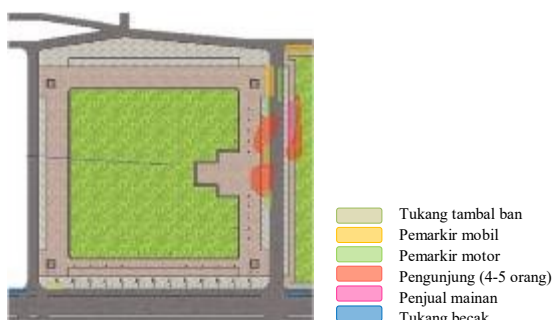 Tukang tambal ban
Pemarkir mobil
Pemarkir motor
Pengunjung (4-5 orang)
Penjual mainan
Tukang becak